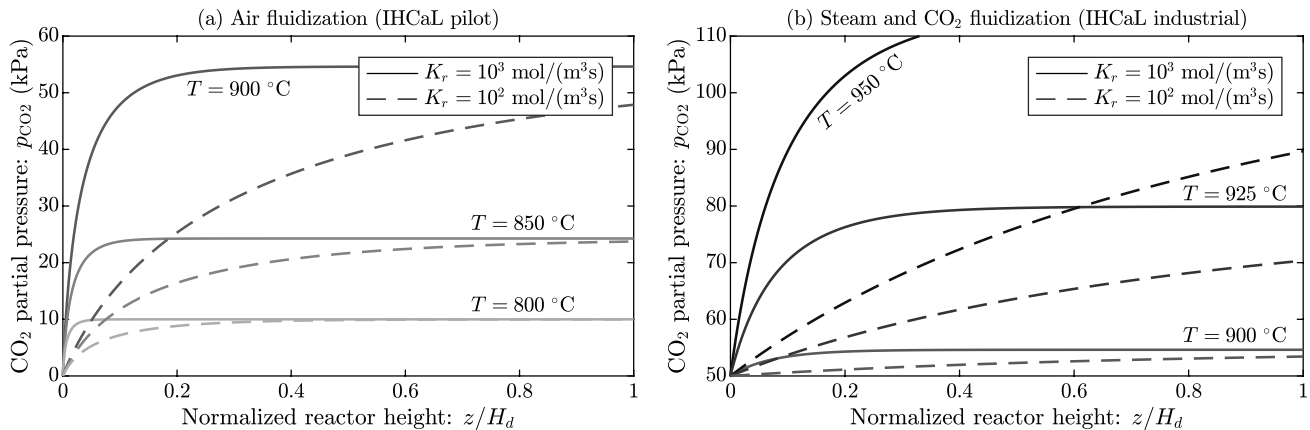 (a) Air fluidization (IHCaL pilot)
CO₂ partial pressure: p_CO2 (kPa)
60
50
40
30
20
10
0
T = 900 °C
K_r = 10³ mol/(m³s)
K_r = 10² mol/(m³s)
T = 850 °C
T = 800 °C
0 0.2 0.4 0.6 0.8 1
Normalized reactor height: z/H_d
(b) Steam and CO₂ fluidization (IHCaL industrial)
CO₂ partial pressure: p_CO2 (kPa)
110
100
90
80
70
60
50
T = 950 °C
K_r = 10³ mol/(m³s)
K_r = 10² mol/(m³s)
T = 925 °C
T = 900 °C
0 0.2 0.4 0.6 0.8 1
Normalized reactor height: z/H_d